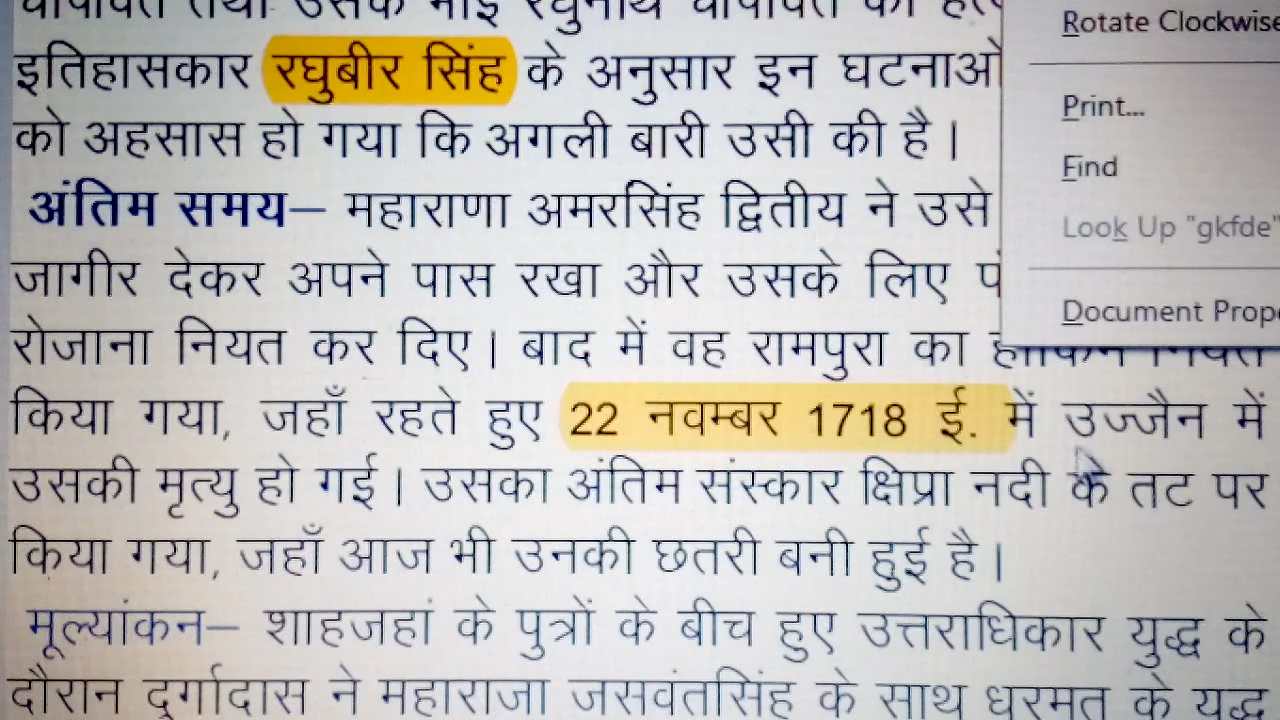 इतिहासकार रघुबीर सिंह के अनुसार इन घटनाओं
को अहसास हो गया कि अगली बारी उसी की है।
अंतिम समय– महाराणा अमरसिंह द्वितीय ने उसे
जागीर देकर अपने पास रखा और उसके लिए
रोजाना नियत कर दिए। बाद में वह रामपुरा का
किया गया, जहाँ रहते हुए 22 नवम्बर 1718 ई. में उज्जैन में
उसकी मृत्यु हो गई। उसका अंतिम संस्कार क्षिप्रा नदी के तट पर
किया गया, जहाँ आज भी उनकी छतरी बनी हुई है।
मूल्यांकन– शाहजहां के पुत्रों के बीच हुए उत्तराधिकार युद्ध के
दौरान दुर्गादास ने महाराजा जसवंतसिंह के साथ धरमत के युद्ध
Rotate Clockwise
Print...
Find
Look Up "gkfde"
Document